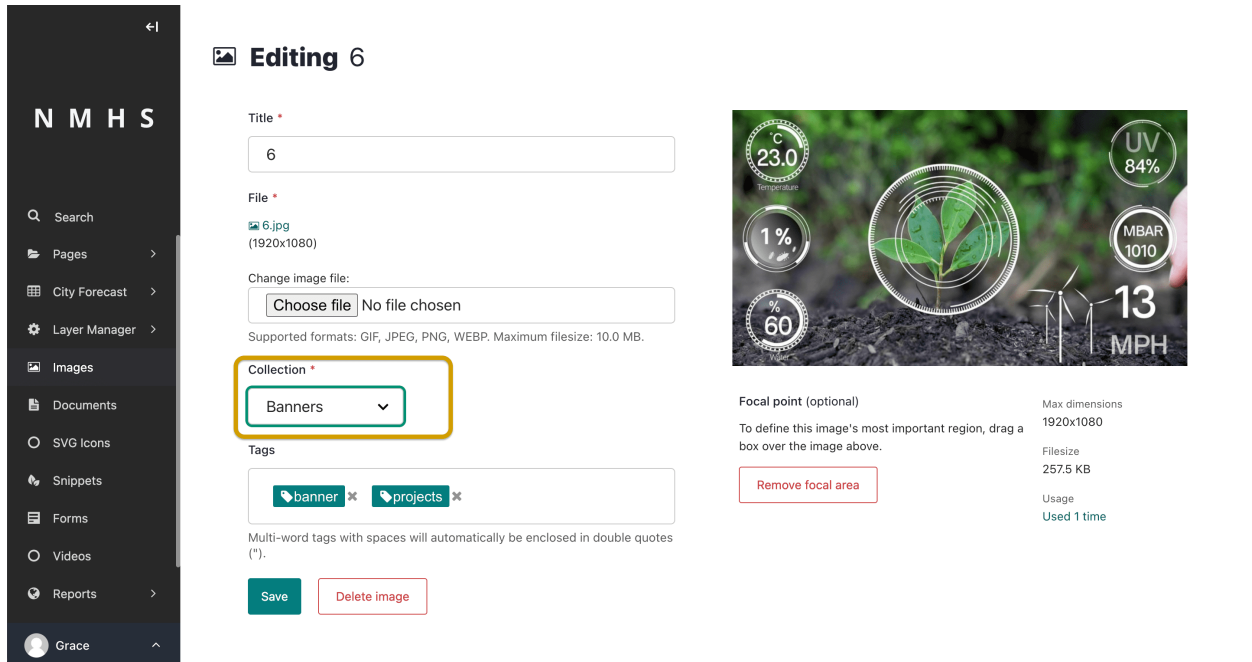 NMHS
Search
Pages
City Forecast
Layer Manager
Images
Documents
SVG Icons
Snippets
Forms
Videos
Reports
Grace
Editing 6
Title *
6
File *
6.jpg
(1920x1080)
Change image file:
Choose file No file chosen
Supported formats: GIF, JPEG, PNG, WEBP. Maximum filesize: 10.0 MB.
Collection *
Banners
Tags
banner projects
Multi-word tags with spaces will automatically be enclosed in double quotes
(").
Save Delete image
°C
23.0
Temperature
1 %
%
60
Water
UV
84%
MBAR
1010
13
MPH
Focal point (optional)
To define this image's most important region, drag a
box over the image above.
Remove focal area
Max dimensions
1920x1080
Filesize
257.5 KB
Usage
Used 1 time